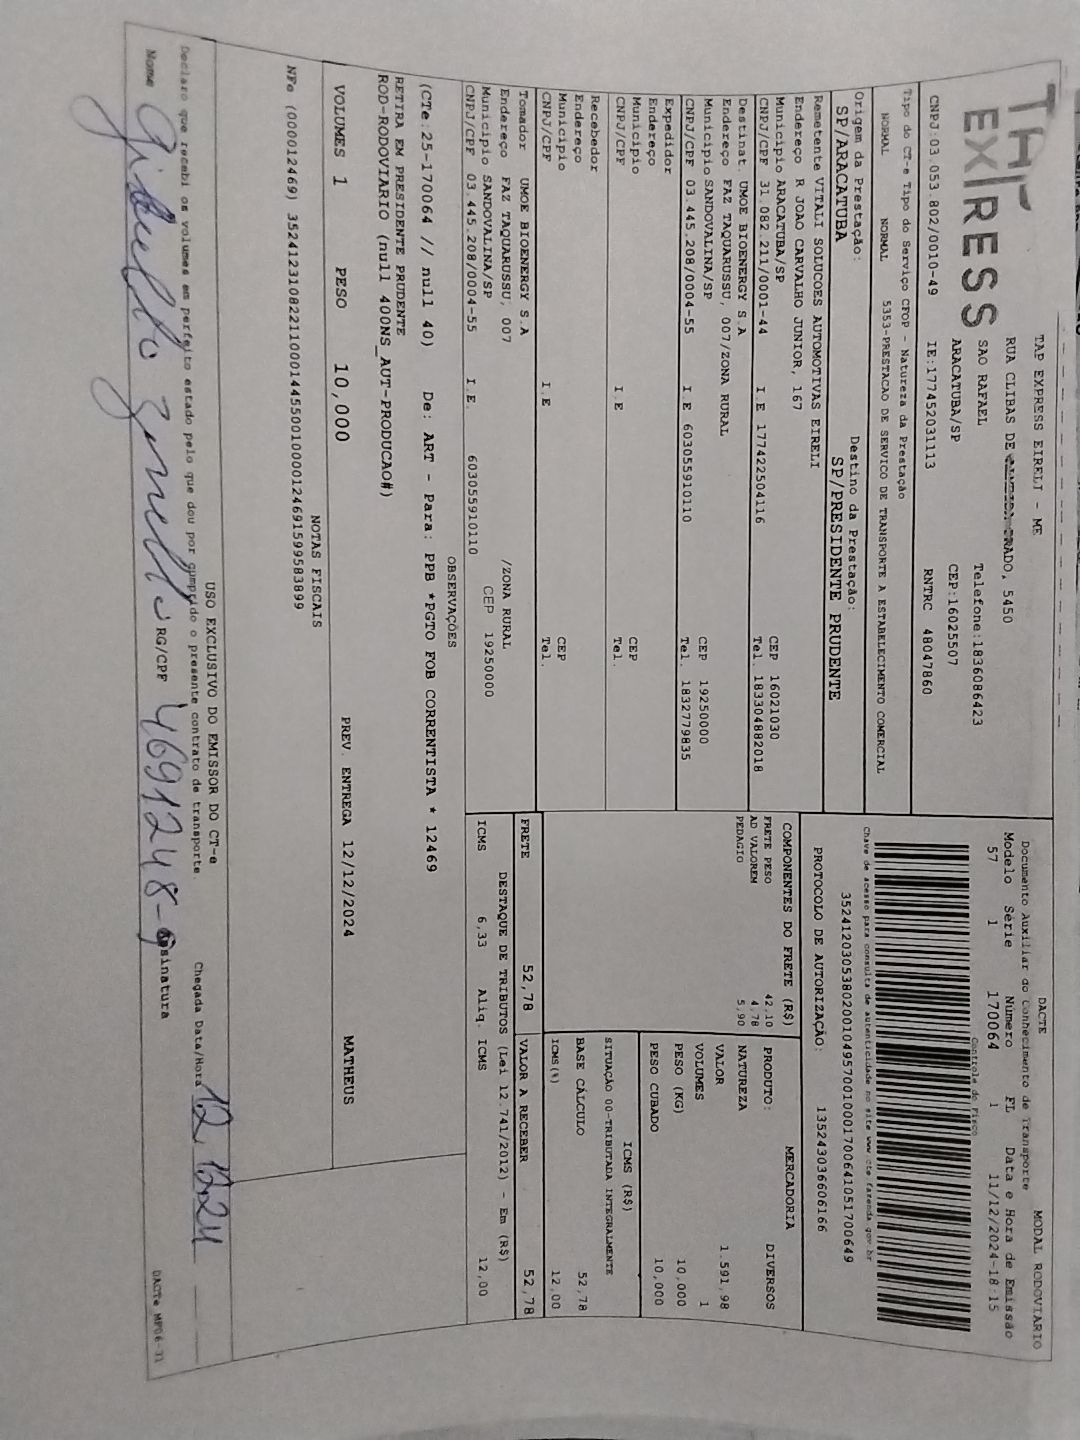 TAP EXPRESS EIRELI - ME
EXPRESS
RUA CLIBAS DE PRADO, 5450
SAO RAFAEL Telefone:1836086423
ARACATUBA/SP CEP:16025507
CNPJ.03.053.802/0010-49 IE:177452031113 RNTRC 48047860
DACTE MODAL RODOVIARIO
Documento Auxiliar do Conhecimento de Transporte
Modelo Série Número FL Data e Hora de Emissão
57 1 170064 1 11/12/2024-18:15
Controle do Fisco
Chave de acesso para consulta de autenticidade no site www.cte.fazenda.gov.br
35241203053802001049570010001700641051700649
PROTOCOLO DE AUTORIZAÇÃO: 135243036606166
Tipo do CT-e Tipo do Serviço CFOP - Natureza da Prestação
NORMAL NORMAL 5353-PRESTACAO DE SERVICO DE TRANSPORTE A ESTABELECIMENTO COMERCIAL
Origem da Prestação: Destino da Prestação:
SP/ARACATUBA SP/PRESIDENTE PRUDENTE
Remetente VITALI SOLUCOES AUTOMOTIVAS EIRELI
Endereço R JOAO CARVALHO JUNIOR, 167
Município ARACATUBA/SP CEP 16021030
CNPJ/CPF 31.082.211/0001-44 I.E 177422504116 Tel. 183304882018
Destinat. UMOE BIOENERGY S.A
Endereço FAZ TAQUARUSSU, 007/ZONA RURAL
Município SANDOVALINA/SP CEP 19250000
CNPJ/CPF 03.445.208/0004-55 I.E 603055910110 Tel. 1832779835
Expedidor
Endereço
Município CEP
CNPJ/CPF I.E Tel.
Recebedor
Endereço
Município CEP
CNPJ/CPF I.E Tel.
Tomador UMOE BIOENERGY S.A
Endereço FAZ TAQUARUSSU, 007 /ZONA RURAL
Município SANDOVALINA/SP CEP 19250000
CNPJ/CPF 03.445.208/0004-55 I.E. 603055910110
COMPONENTES DO FRETE (R$)
FRETE PESO 42,10
AD VALOREM 4,78
PEDAGIO 5,90
MERCADORIA
PRODUTO: DIVERSOS
NATUREZA
VALOR 1.591,98
VOLUMES 1
PESO (KG) 10,000
PESO CUBADO 10,000
ICMS (R$)
SITUAÇÃO 00-TRIBUTADA INTEGRALMENTE
BASE CÁLCULO 52,78
ICMS(%) 12,00
FRETE 52,78 VALOR A RECEBER 52,78
DESTAQUE DE TRIBUTOS (Lei 12.741/2012) - Em (R$)
ICMS 6,33 Aliq. ICMS 12,00
OBSERVAÇÕES
(CTe:25-170064 // null 40) De: ART - Para: PPB *PGTO FOB CORRENTISTA * 12469
RETIRA EM PRESIDENTE PRUDENTE
ROD-RODOVIARIO (null 400NS_AUT-PRODUCAO#)
VOLUMES 1 PESO 10,000 PREV. ENTREGA 12/12/2024 MATHEUS
NOTAS FISCAIS
NFe (000012469) 35241231082211000144550010000124691599583899
USO EXCLUSIVO DO EMISSOR DO CT-e
Declaro que recebi os volumes em perfeito estado pelo que dou por cumprido o presente contrato de transporte Chegada Data/Hora
Nome RG/CPF 4691248-9 Assinatura
DACTe MP06-01